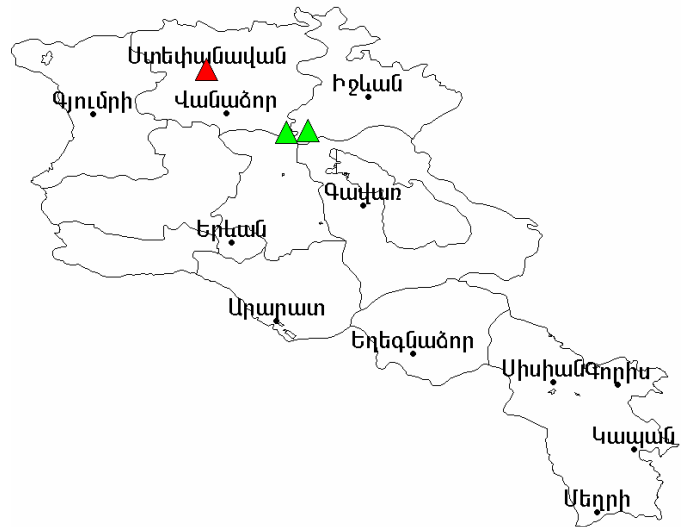 Ստեփանավան
Իջևան
Գյումրի
Վանաձոր
Գավառ
Երևան
Արարատ
Եղեգնաձոր
Սիսիան
Գորիս
Կապան
Մեղրի